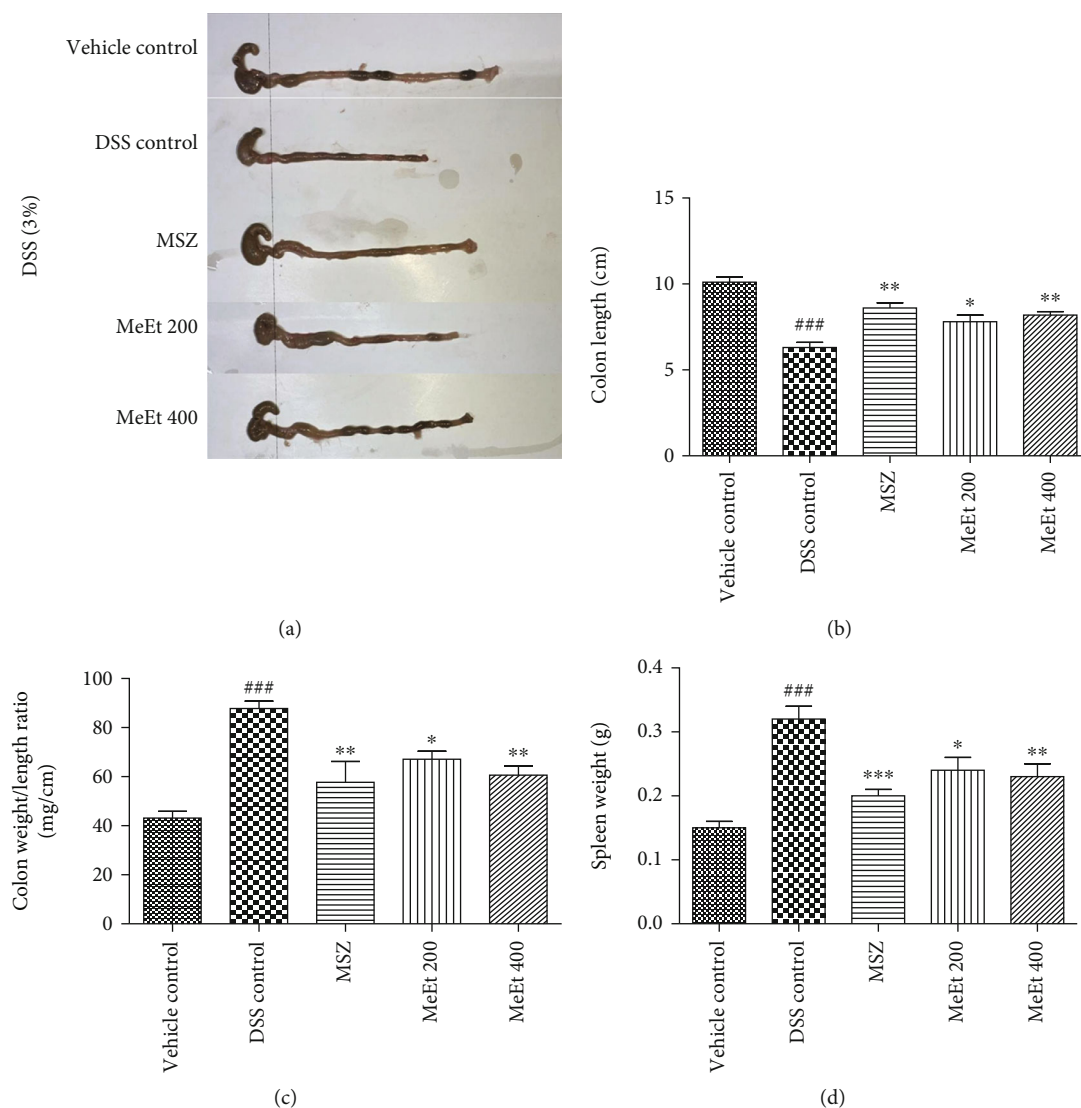 Vehicle control
DSS control
MSZ
MeEt 200
MeEt 400
DSS (3%)
(a)
Colon length (cm)
15
10
5
0
###
**
*
**
Vehicle control
DSS control
MSZ
MeEt 200
MeEt 400
(b)
Colon weight/length ratio
(mg/cm)
100
80
60
40
20
0
###
**
*
**
Vehicle control
DSS control
MSZ
MeEt 200
MeEt 400
(c)
Spleen weight (g)
0.4
0.3
0.2
0.1
0.0
###
***
*
**
Vehicle control
DSS control
MSZ
MeEt 200
MeEt 400
(d)